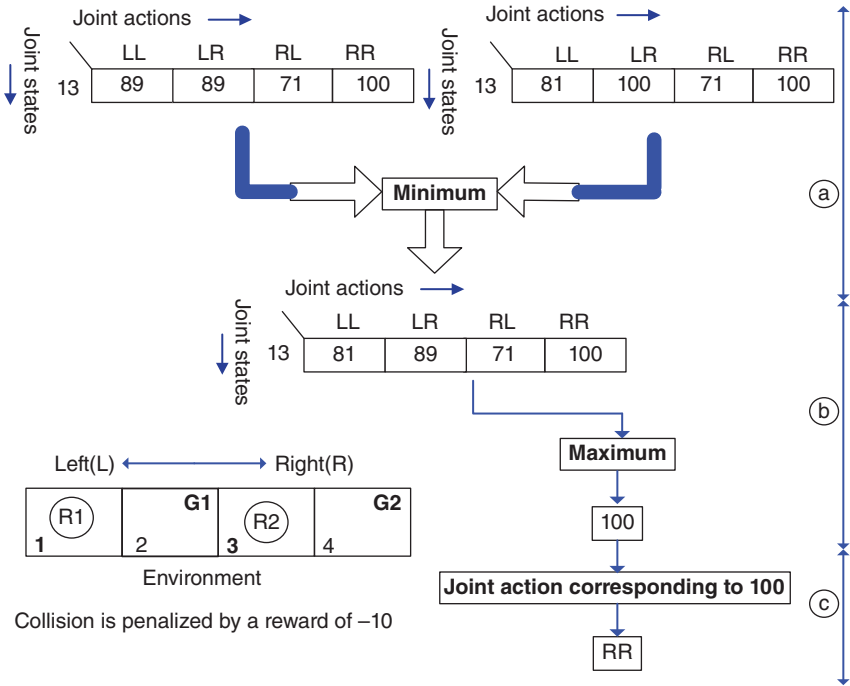 Joint actions
LL LR RL RR
Joint states
13 89 89 71 100
Joint actions
LL LR RL RR
Joint states
13 81 100 71 100
Minimum
a
Joint actions
LL LR RL RR
Joint states
13 81 89 71 100
b
Maximum
100
Left(L) Right(R)
R1 G1 R2 G2
1 2 3 4
Environment
Collision is penalized by a reward of –10
Joint action corresponding to 100
c
RR